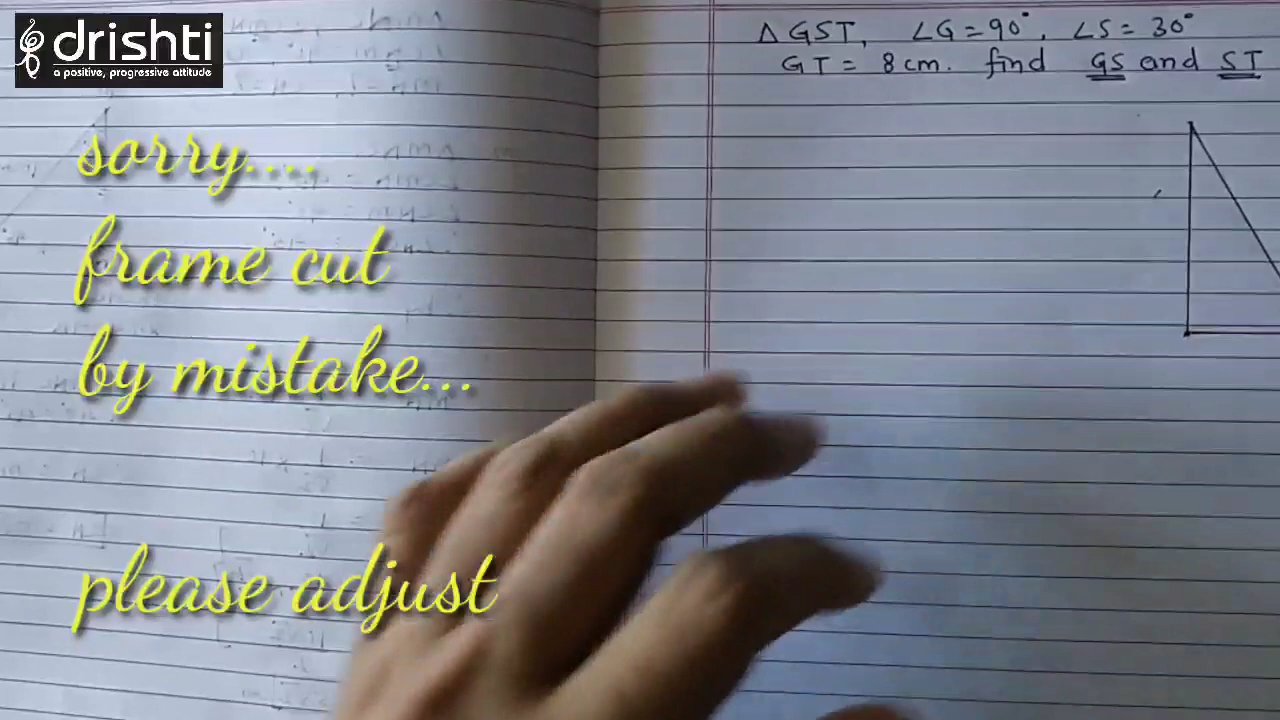 drishti
a positive, progressive attitude
△GST, ∠G = 90°, ∠S = 30°
GT = 8 cm. find GS and ST
sorry....
frame cut
by mistake...
please adjust